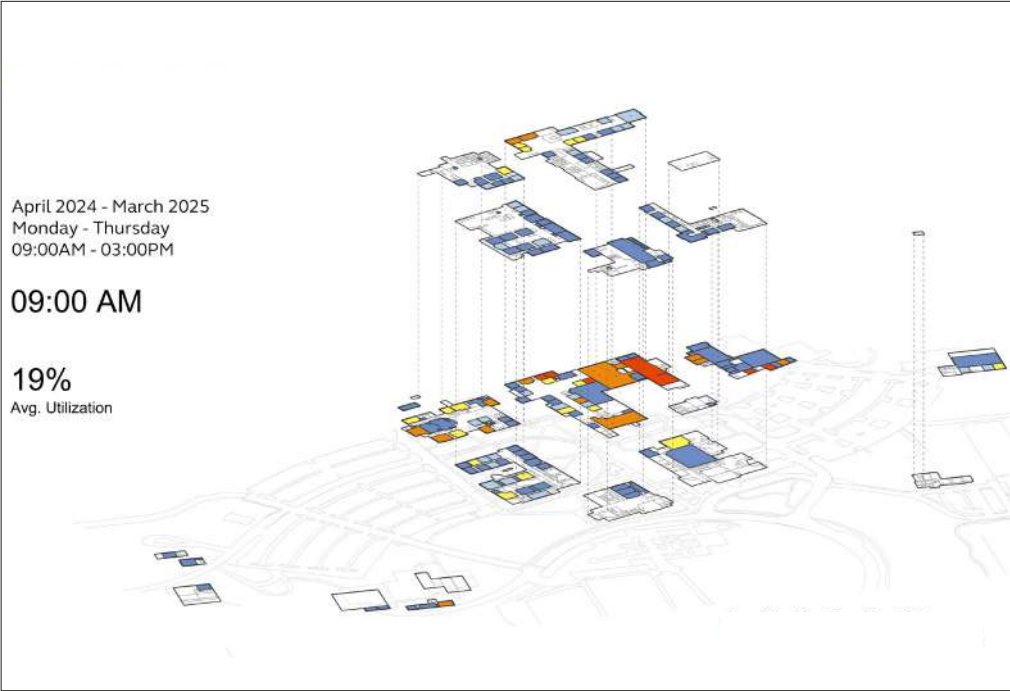 April 2024 - March 2025
Monday - Thursday
09:00AM - 03:00PM
09:00 AM
19%
Avg. Utilization